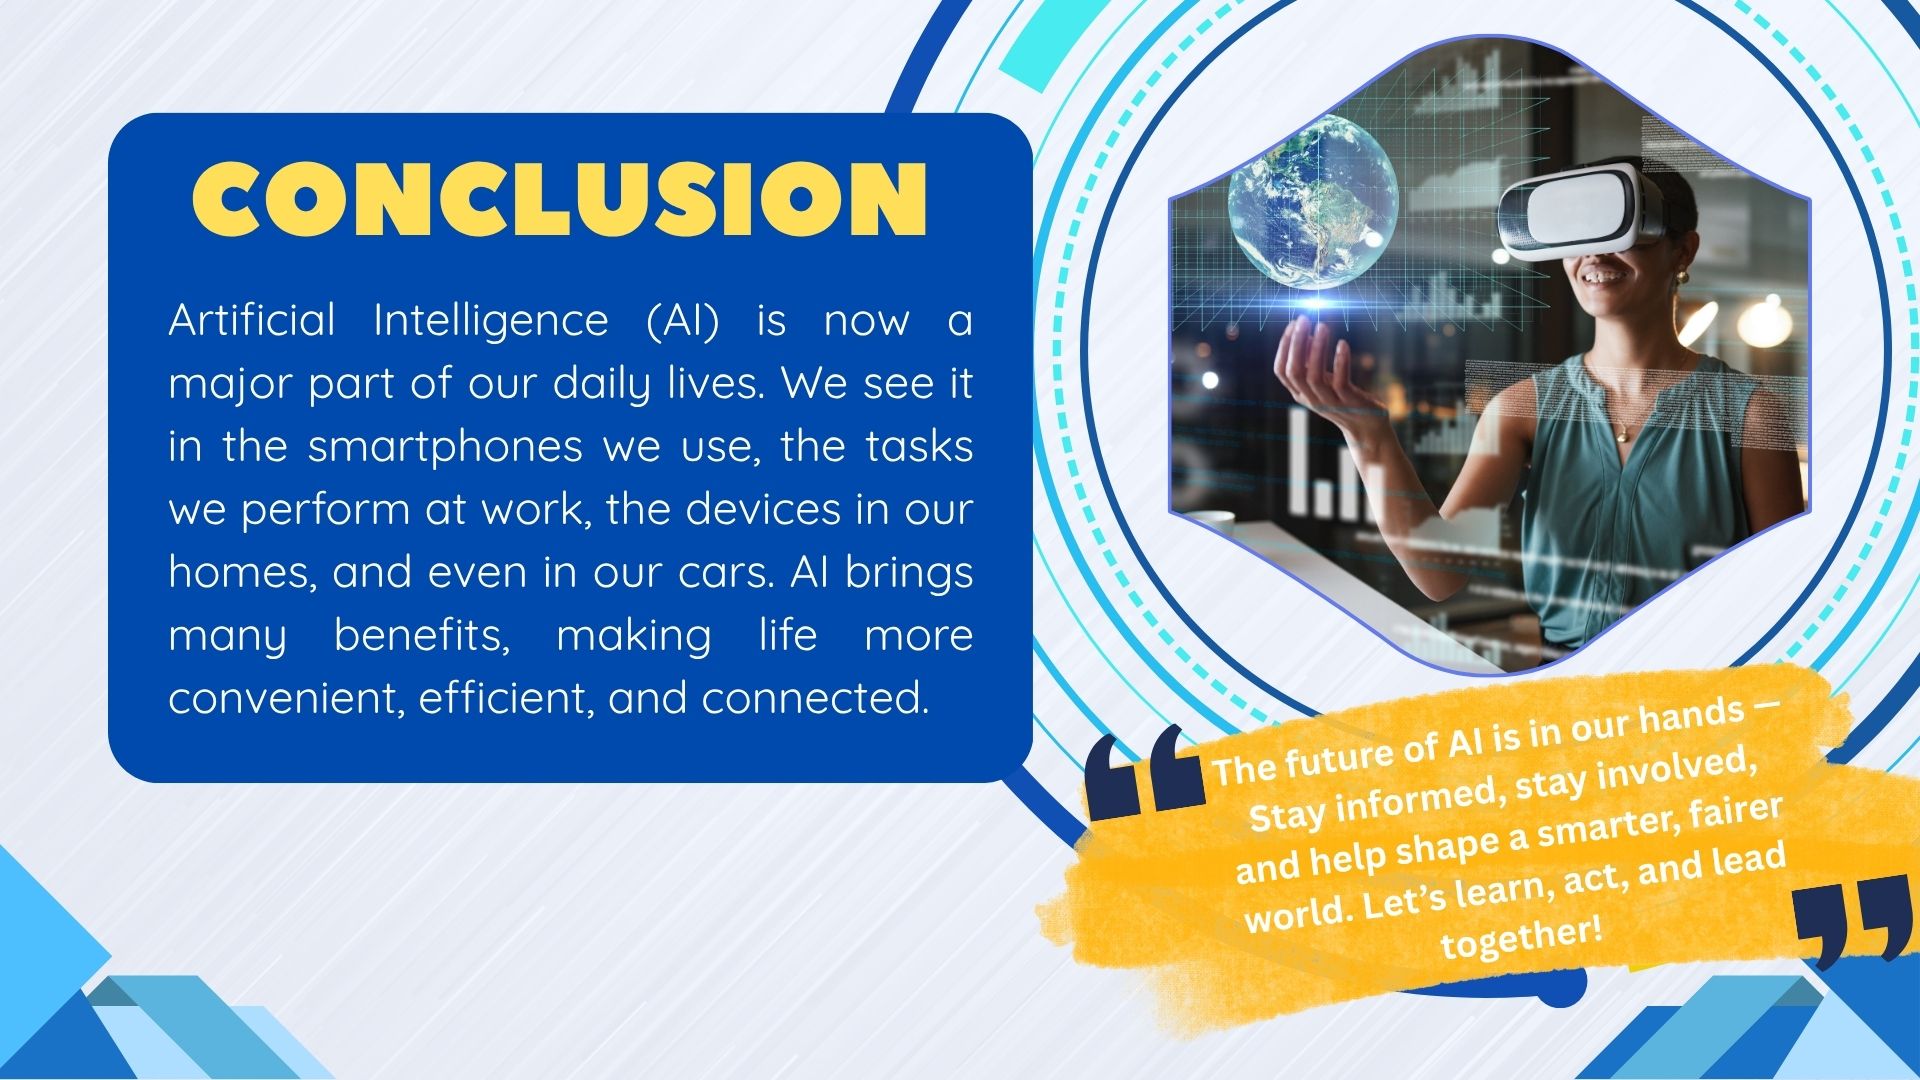 CONCLUSION
Artificial Intelligence (AI) is now a
major part of our daily lives. We see it
in the smartphones we use, the tasks
we perform at work, the devices in our
homes, and even in our cars. AI brings
many benefits, making life more
convenient, efficient, and connected.
“The future of AI is in our hands —
Stay informed, stay involved,
and help shape a smarter, fairer
world. Let’s learn, act, and lead
together!”